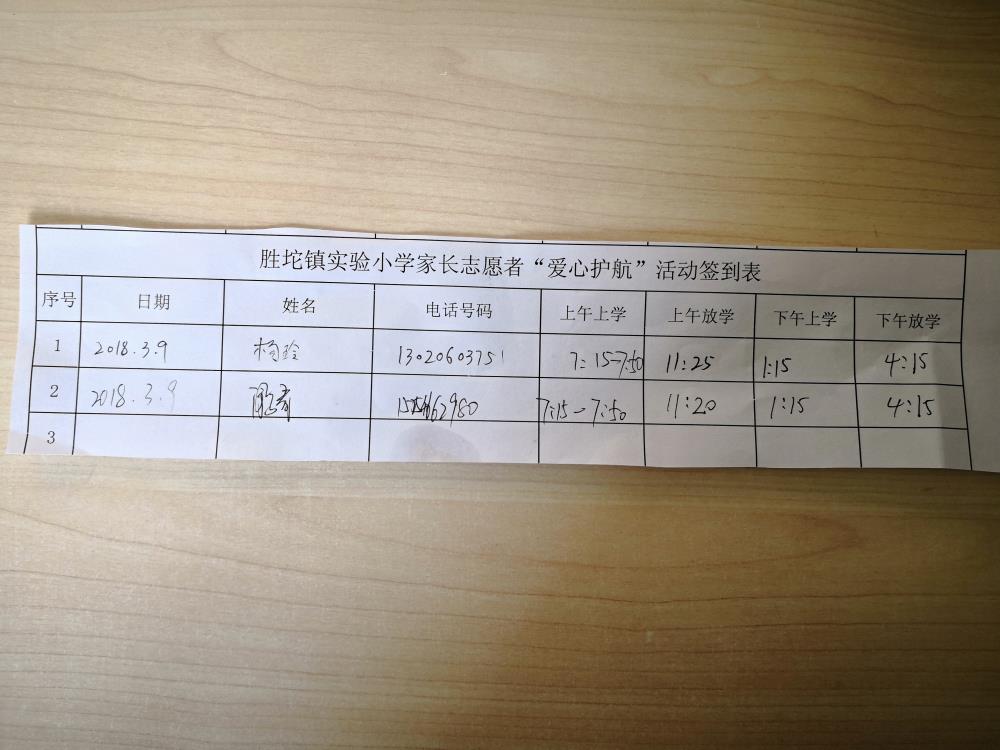 胜坨镇实验小学家长志愿者“爱心护航”活动签到表
序号 日期 姓名 电话号码 上午上学 上午放学 下午上学 下午放学
1 2018.3.9 杨玲 13020603751 7:15-7:50 11:25 1:15 4:15
2 2018.3.9 7:15-7:50 11:20 1:15 4:15
3